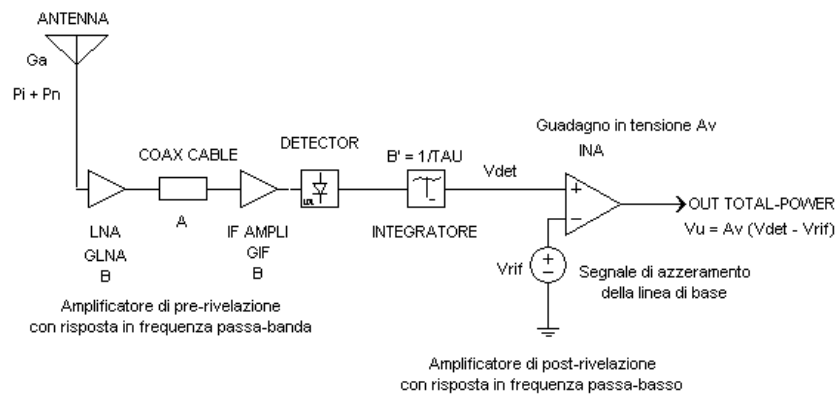 ANTENNA
Ga
Pi + Pn
COAX CABLE
A
DETECTOR
B' = 1/TAU
Vdet
Guadagno in tensione Av
INA
+
−
LNA
GLNA
B
IF AMPLI
GIF
B
INTEGRATORE
OUT TOTAL-POWER
Vu = Av (Vdet - Vrif)
Vrif
+
−
Segnale di azzeramento
della linea di base
Amplificatore di pre-rivelazione
con risposta in frequenza passa-banda
Amplificatore di post-rivelazione
con risposta in frequenza passa-basso